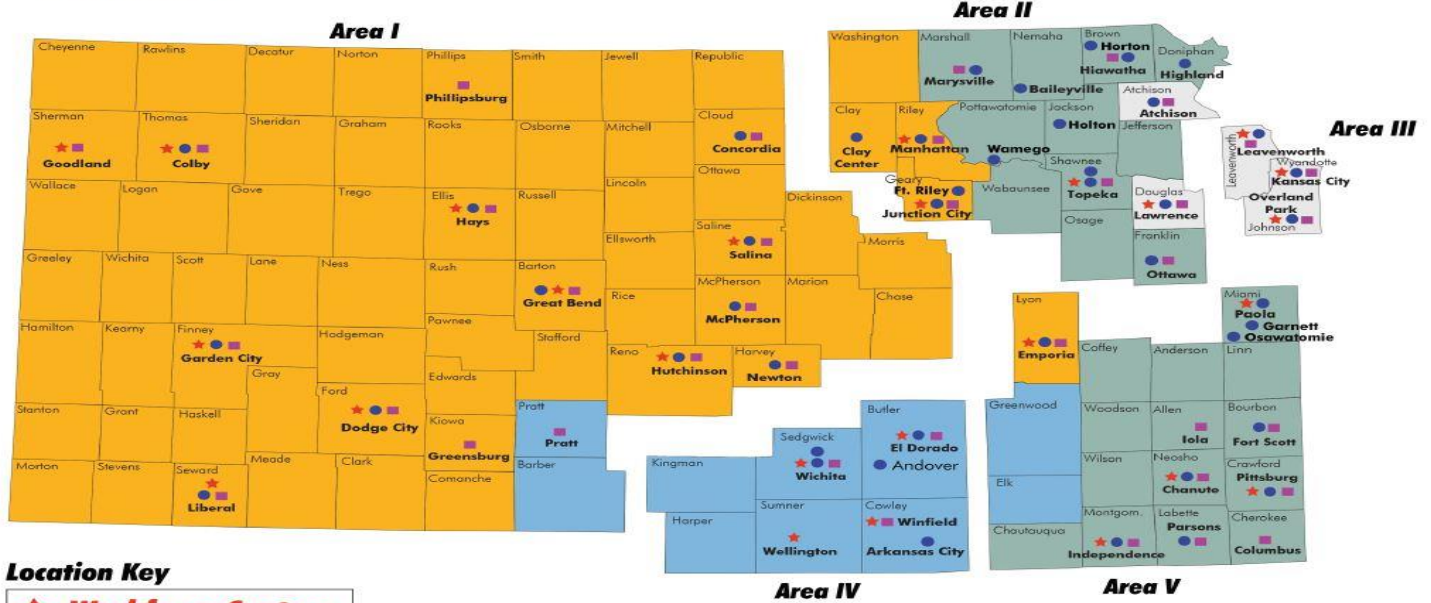 Area I
Area II
Area III
Area IV
Area V
Cheyenne
Rawlins
Decatur
Norton
Phillips
Phillipsburg
Smith
Jewell
Republic
Sherman
Goodland
Thomas
Colby
Sheridan
Graham
Rooks
Osborne
Mitchell
Cloud
Concordia
Wallace
Logan
Gove
Trego
Ellis
Hays
Russell
Lincoln
Ottawa
Dickinson
Saline
Salina
Ellsworth
Morris
Greeley
Wichita
Scott
Lane
Ness
Rush
Barton
Great Bend
Rice
McPherson
McPherson
Marion
Chase
Hamilton
Kearny
Finney
Garden City
Hodgeman
Pawnee
Stafford
Reno
Hutchinson
Harvey
Newton
Gray
Ford
Dodge City
Edwards
Stanton
Grant
Haskell
Kiowa
Greensburg
Pratt
Pratt
Morton
Stevens
Seward
Liberal
Meade
Clark
Comanche
Barber
Washington
Marshall
Marysville
Nemaha
Baileyville
Brown
Horton
Hiawatha
Doniphan
Highland
Atchison
Atchison
Clay
Clay
Center
Riley
Manhattan
Pottawatomie
Wamego
Jackson
Holton
Jefferson
Geary
Ft. Riley
Junction City
Wabaunsee
Shawnee
Topeka
Osage
Douglas
Lawrence
Franklin
Ottawa
Leavenworth
Leavenworth
Wyandotte
Kansas City
Overland
Park
Johnson
Lyon
Emporia
Miami
Paola
Garnett
Osawatomie
Coffey
Anderson
Linn
Greenwood
Woodson
Allen
Iola
Bourbon
Fort Scott
Elk
Wilson
Neosho
Chanute
Crawford
Pittsburg
Chautauqua
Montgom.
Independence
Labette
Parsons
Cherokee
Columbus
Kingman
Sedgwick
Wichita
Butler
El Dorado
Andover
Harper
Sumner
Wellington
Cowley
Winfield
Arkansas City
Location Key